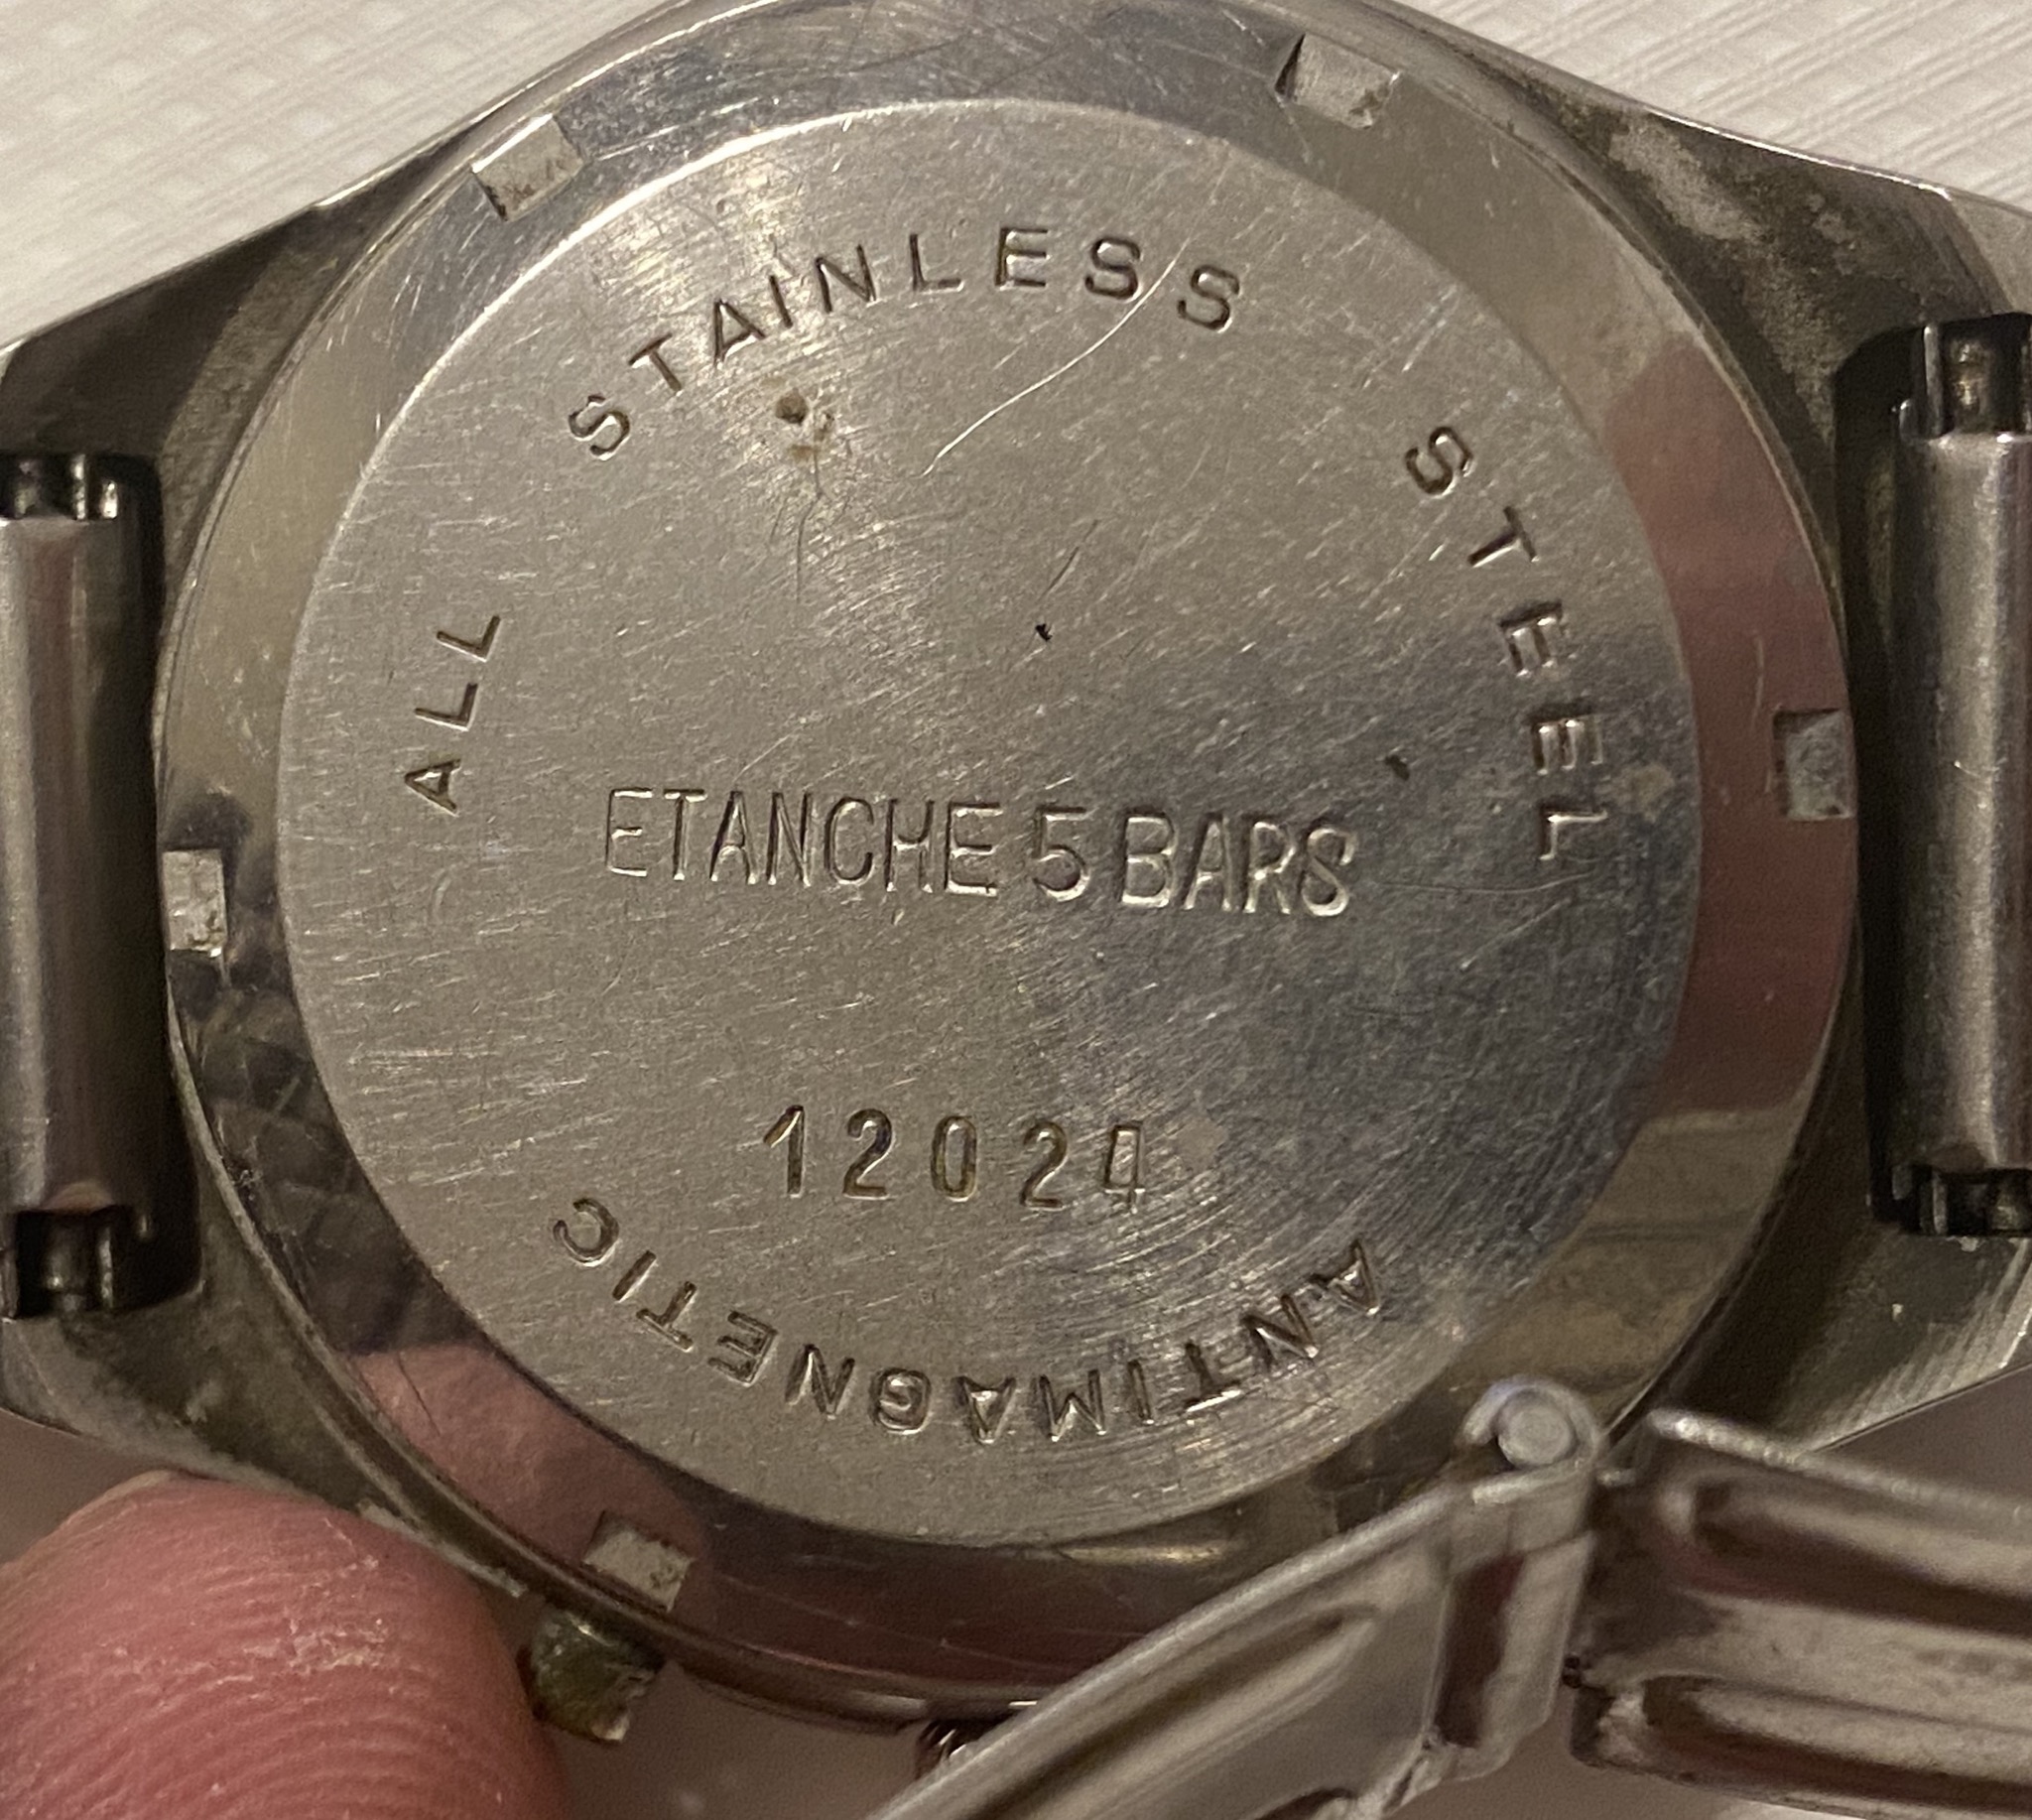 ALL STAINLESS STEEL
ETANCHE 5 BARS
12024
ANTIMAGNETIC